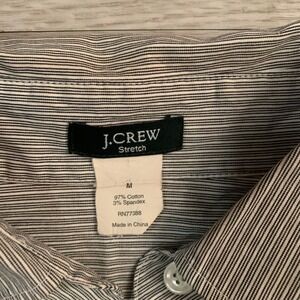 J.CREW
Stretch
M
97% Cotton
3% Spandex
RN77388
Made in China